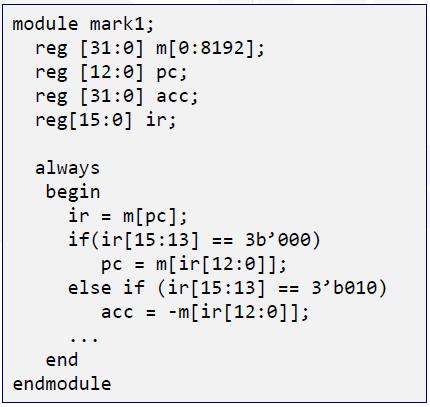 module mark1;
  reg [31:0] m[0:8192];
  reg [12:0] pc;
  reg [31:0] acc;
  reg[15:0] ir;

  always
   begin
     ir = m[pc];
     if(ir[15:13] == 3b’000)
        pc = m[ir[12:0]];
     else if (ir[15:13] == 3’b010)
        acc = -m[ir[12:0]];
     ...
   end
endmodule